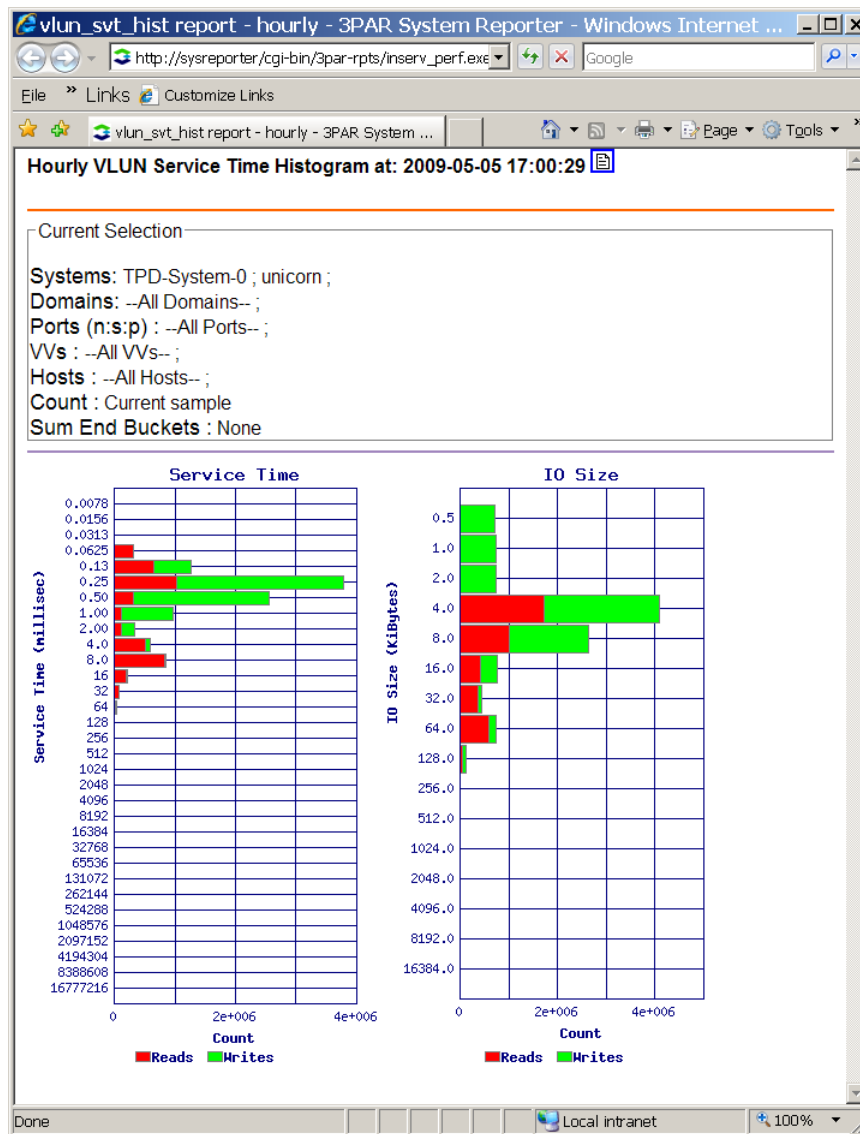 vlun_svt_hist report - hourly - 3PAR System Reporter - Windows Internet ...
http://sysreporter/cgi-bin/3par-rpts/inserv_perf.exe
Google
File » Links Customize Links
vlun_svt_hist report - hourly - 3PAR System ...
Page Tools »
Hourly VLUN Service Time Histogram at: 2009-05-05 17:00:29
Current Selection
Systems: TPD-System-0 ; unicorn ;
Domains: --All Domains-- ;
Ports (n:s:p) : --All Ports-- ;
VVs : --All VVs-- ;
Hosts : --All Hosts-- ;
Count : Current sample
Sum End Buckets : None
Service Time
Service Time (millisec)
0.0078
0.0156
0.0313
0.0625
0.13
0.25
0.50
1.00
2.00
4.0
8.0
16
32
64
128
256
512
1024
2048
4096
8192
16384
32768
65536
131072
262144
524288
1048576
2097152
4194304
8388608
16777216
0 2e+006 4e+006
Count
Reads Writes
IO Size
IO Size (KiBytes)
0.5
1.0
2.0
4.0
8.0
16.0
32.0
64.0
128.0
256.0
512.0
1024.0
2048.0
4096.0
8192.0
16384.0
0 2e+006 4e+006
Count
Reads Writes
Done Local intranet 100%